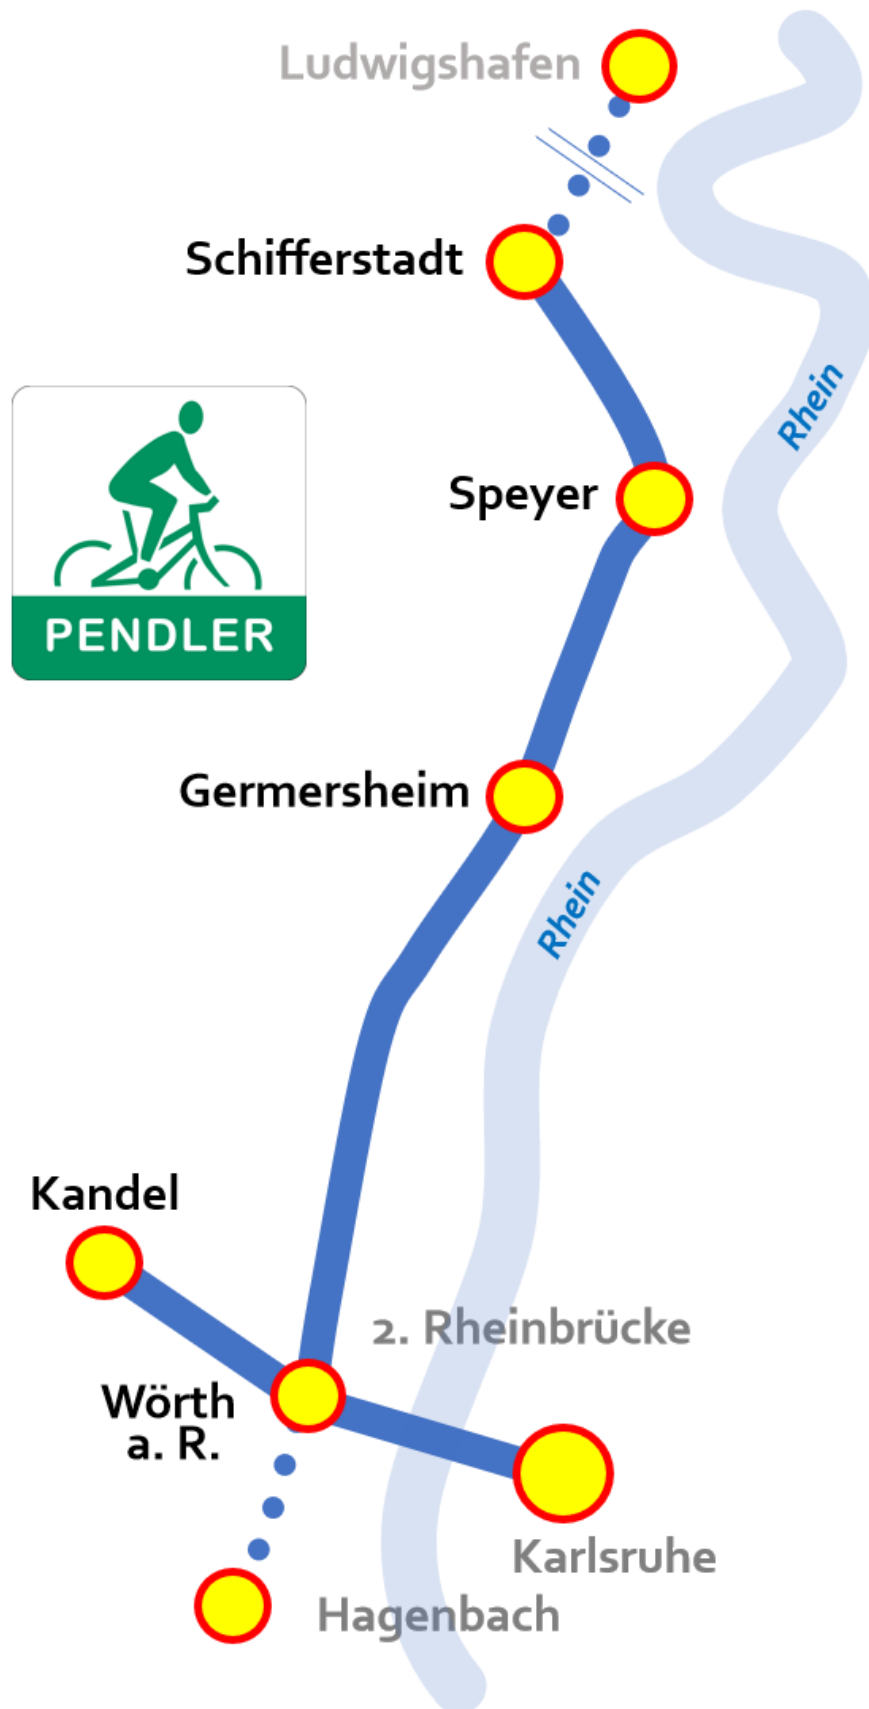 Ludwigshafen
Schifferstadt
Rhein
Speyer
PENDLER
Germersheim
Rhein
Kandel
2. Rheinbrücke
Wörth
a. R.
Karlsruhe
Hagenbach